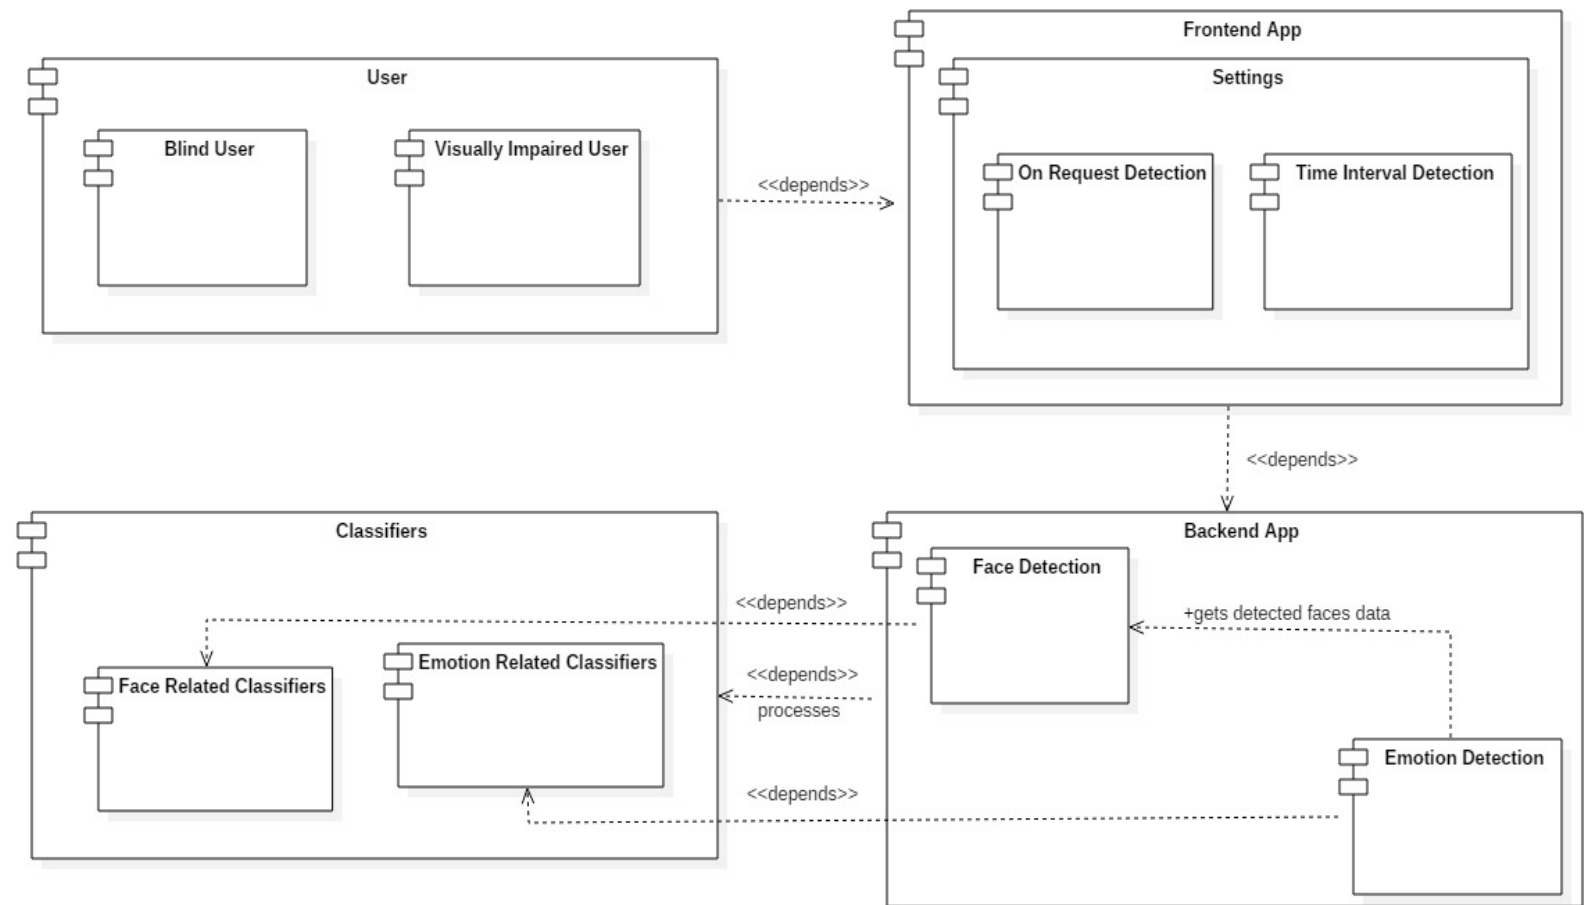 Frontend App
User
Settings
Blind User
Visually Impaired User
<<depends>>
On Request Detection
Time Interval Detection
<<depends>>
Classifiers
Backend App
Face Detection
<<depends>>
+gets detected faces data
Emotion Related Classifiers
Face Related Classifiers
<<depends>>
processes
Emotion Detection
<<depends>>